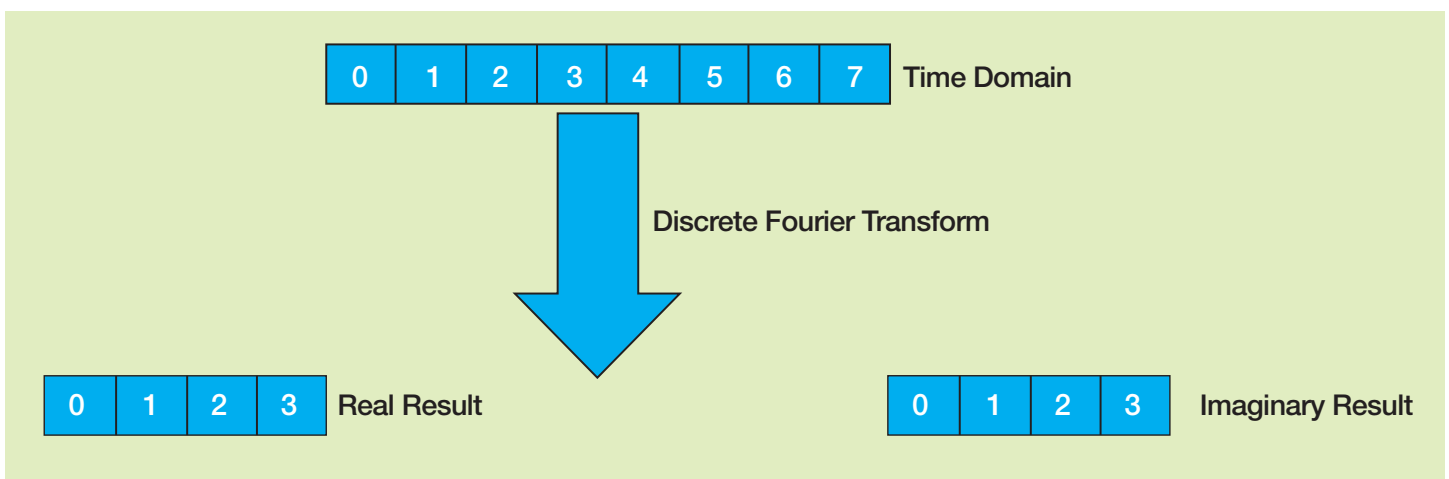 0 1 2 3 4 5 6 7 Time Domain
Discrete Fourier Transform
0 1 2 3 Real Result
0 1 2 3 Imaginary Result